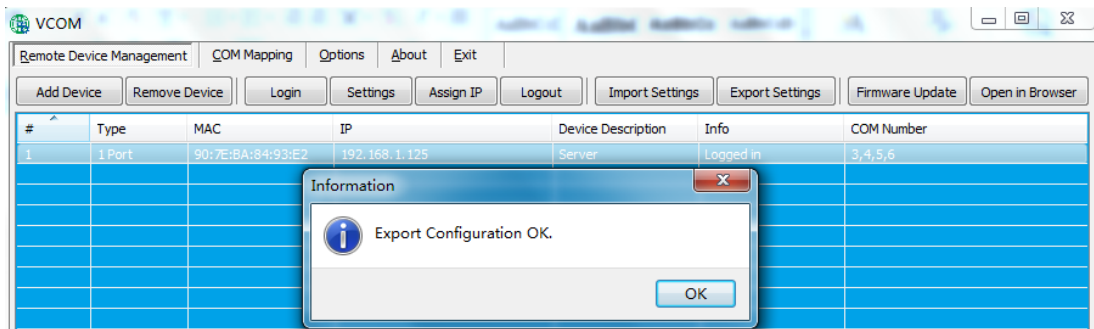 VCOM
Remote Device Management COM Mapping Options About Exit
Add Device Remove Device Login Settings Assign IP Logout Import Settings Export Settings Firmware Update Open in Browser
# Type MAC IP Device Description Info COM Number
1 1 Port 90:7E:BA:84:93:E2 192.168.1.125 Server Logged in 3,4,5,6
Information
Export Configuration OK.
OK